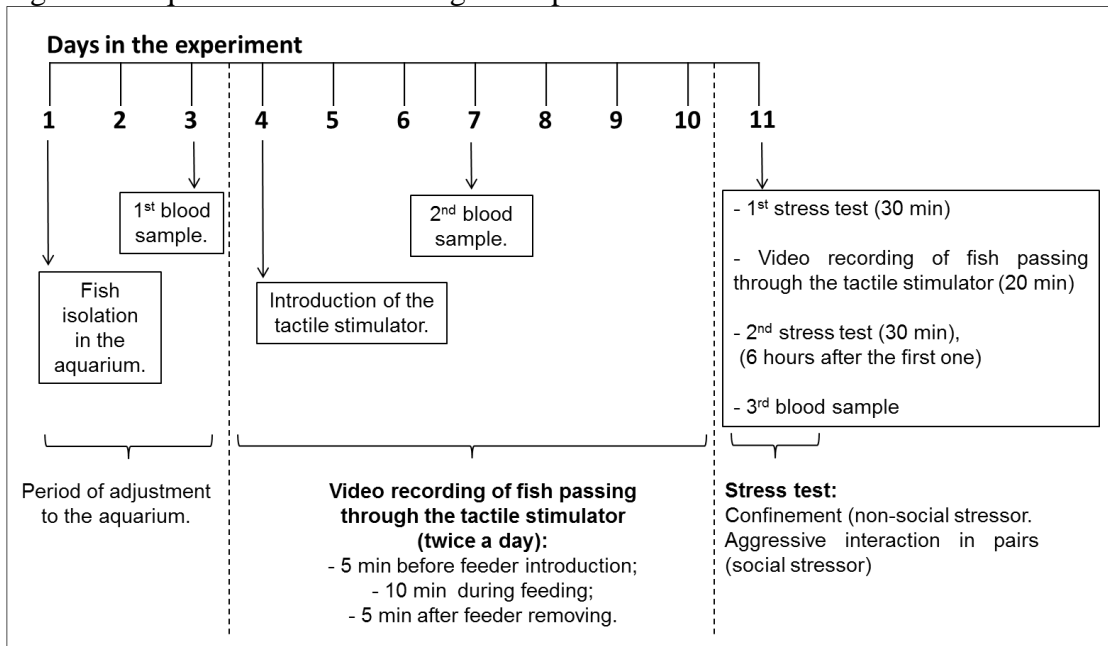 Days in the experiment
1 2 3 4 5 6 7 8 9 10 11
1st blood
sample.
2nd blood
sample.
Fish
isolation
in the
aquarium.
Introduction of the
tactile stimulator.
- 1st stress test (30 min)
- Video recording of fish passing
through the tactile stimulator (20 min)
- 2nd stress test (30 min),
(6 hours after the first one)
- 3rd blood sample
Period of adjustment
to the aquarium.
Video recording of fish passing
through the tactile stimulator
(twice a day):
- 5 min before feeder introduction;
- 10 min during feeding;
- 5 min after feeder removing.
Stress test:
Confinement (non-social stressor.
Aggressive interaction in pairs
(social stressor)